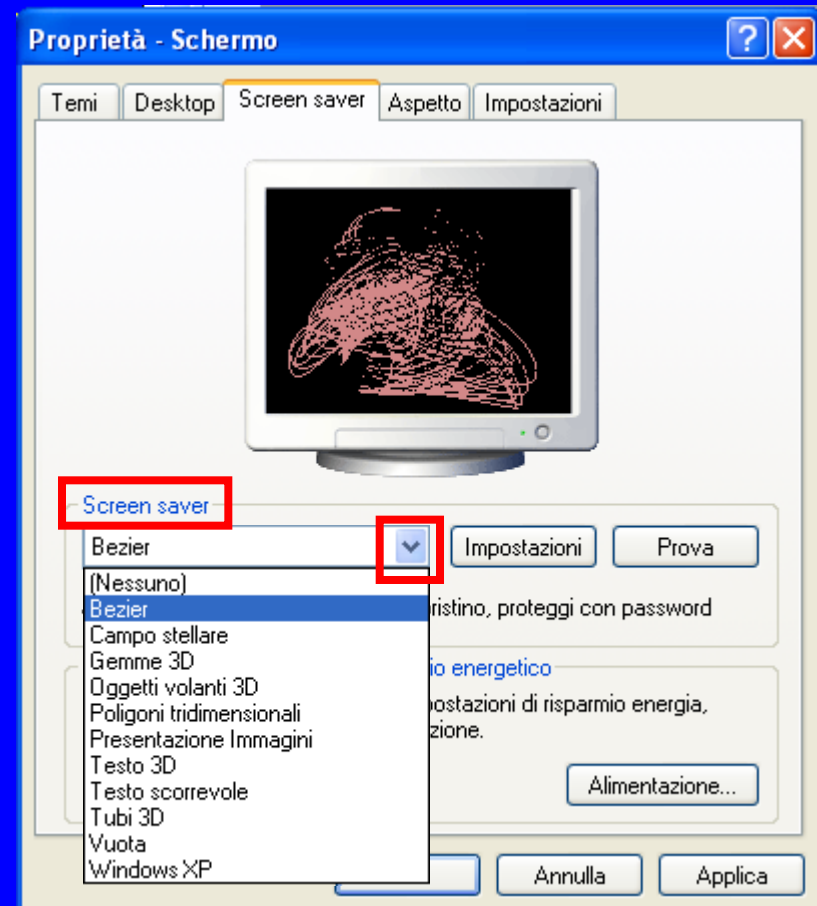 Proprietà - Schermo
Temi Desktop Screen saver Aspetto Impostazioni
Screen saver
Bezier Impostazioni Prova
(Nessuno)
Bezier
ristino, proteggi con password
Campo stellare
Gemme 3D
io energetico
Oggetti volanti 3D
Poligoni tridimensionali
postazioni di risparmio energia,
Presentazione Immagini
zione.
Testo 3D
Testo scorrevole
Alimentazione...
Tubi 3D
Vuota
Windows XP
Annulla Applica